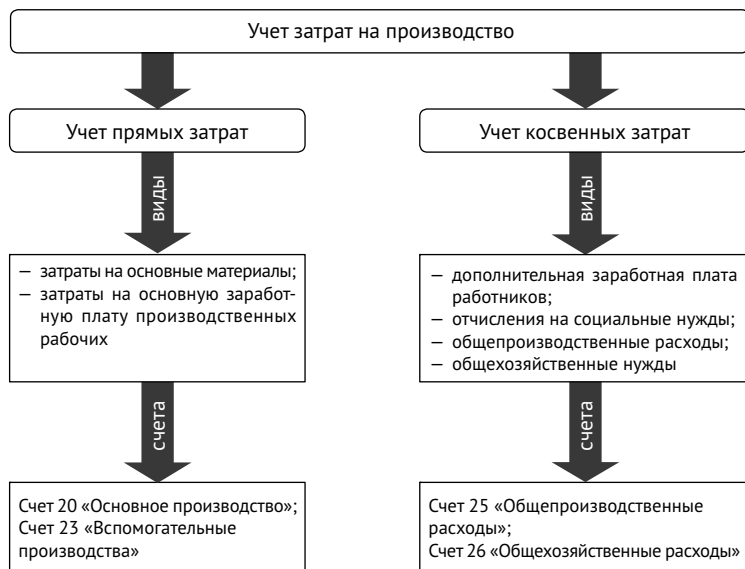 Учет затрат на производство
Учет прямых затрат
виды
— затраты на основные материалы;
— затраты на основную заработ-
ную плату производственных
рабочих
счета
Счет 20 «Основное производство»;
Счет 23 «Вспомогательные
производства»
Учет косвенных затрат
виды
— дополнительная заработная плата
работников;
— отчисления на социальные нужды;
— общепроизводственные расходы;
— общехозяйственные нужды
счета
Счет 25 «Общепроизводственные
расходы»;
Счет 26 «Общехозяйственные расходы»